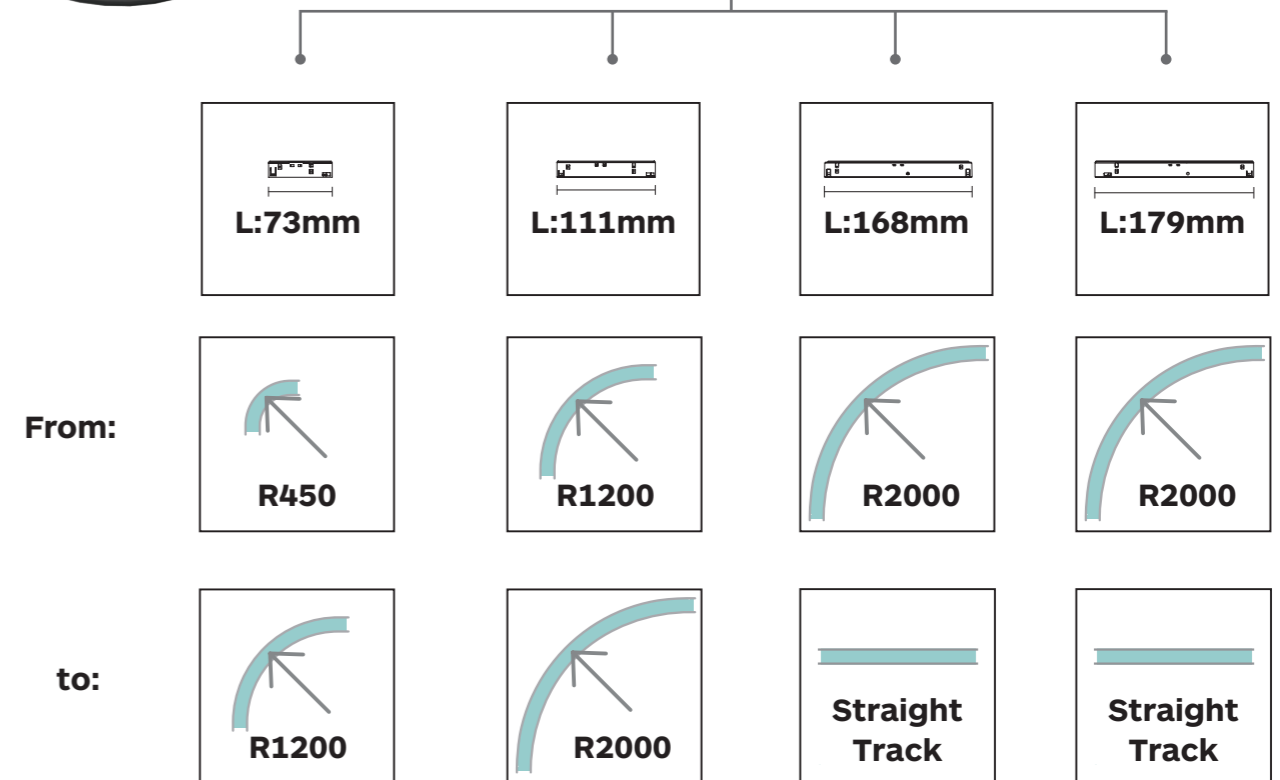 L:73mm
L:111mm
L:168mm
L:179mm
From:
R450
R1200
R2000
R2000
to:
R1200
R2000
Straight
Track
Straight
Track